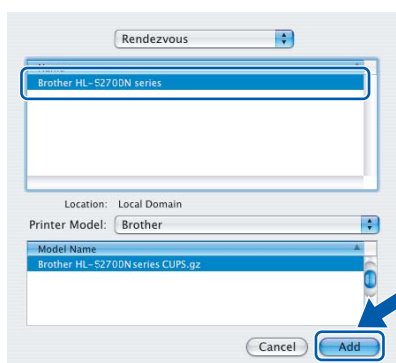 Rendezvous
Name
Brother HL-5270DN series
Location: Local Domain
Printer Model: Brother
Model Name
Brother HL-5270DN series CUPS.gz
Cancel Add